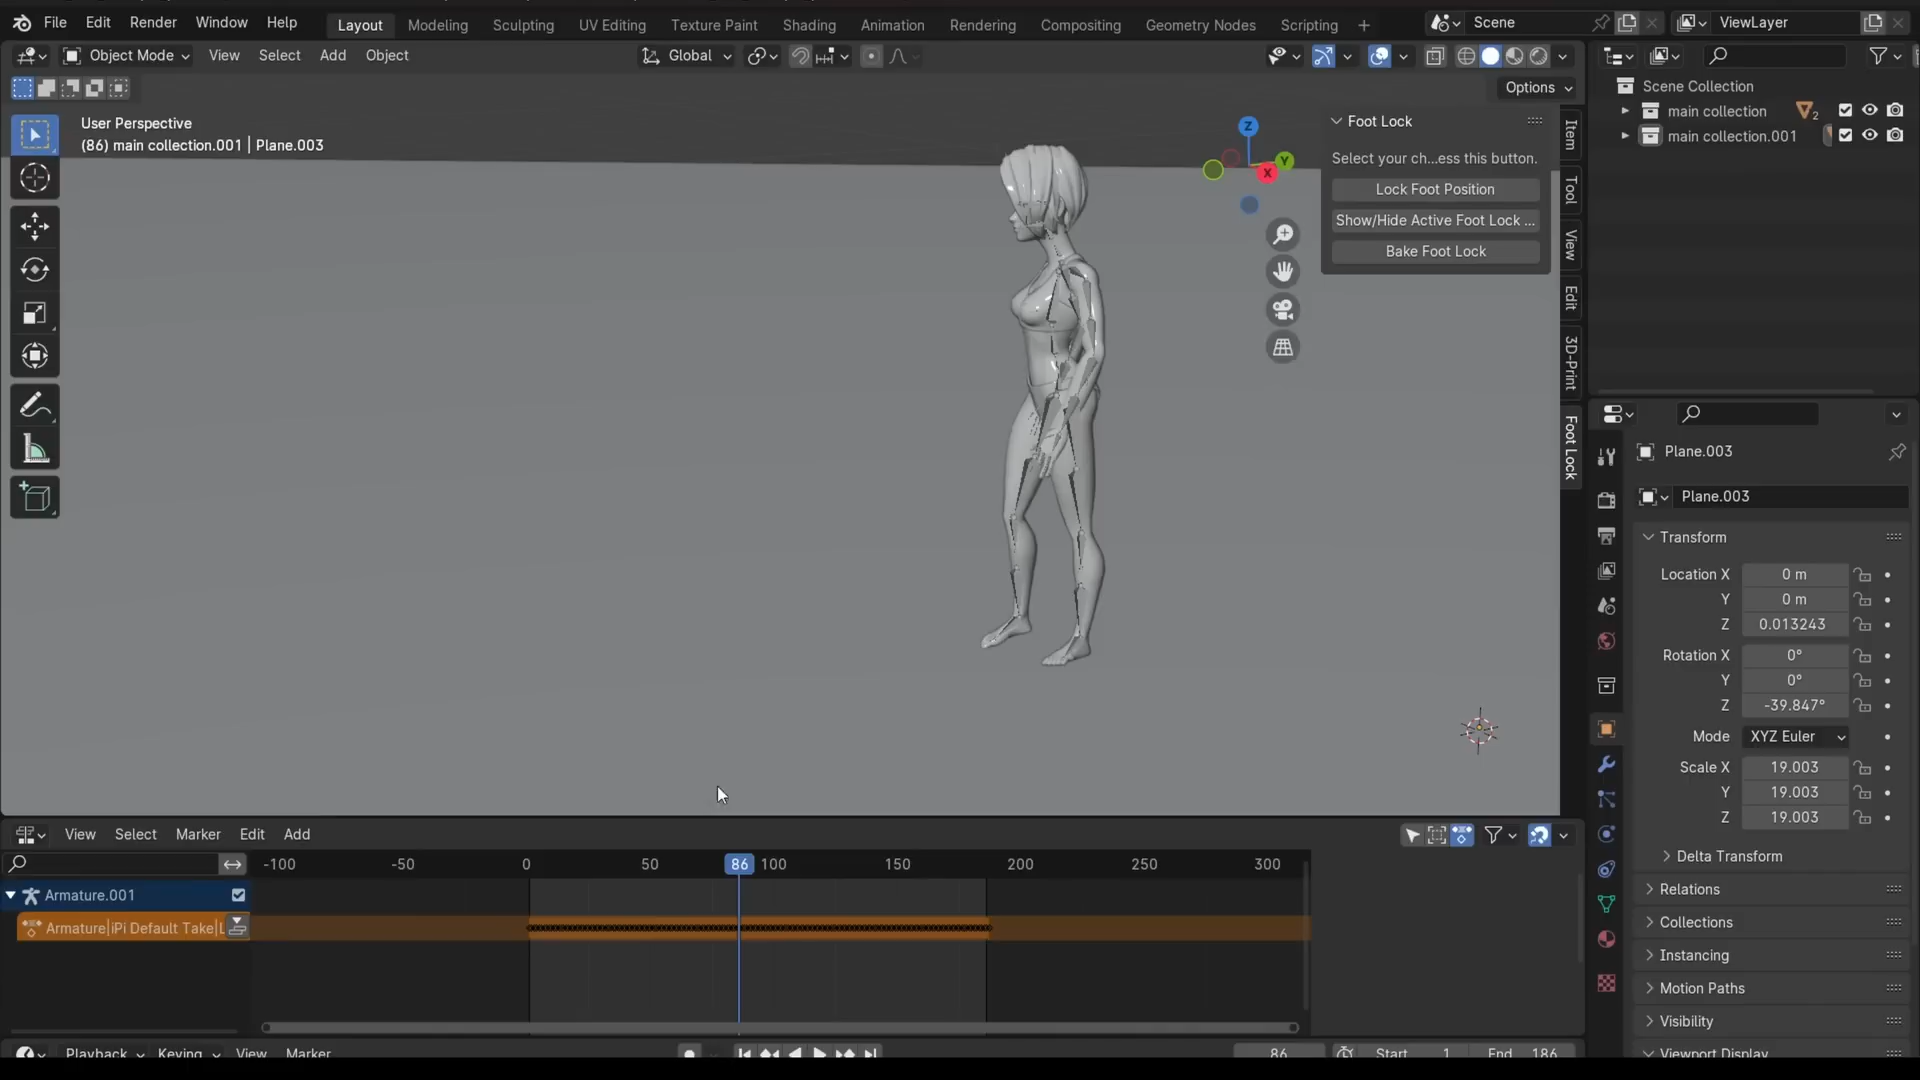 File Edit Render Window Help
Layout Modeling Sculpting UV Editing Texture Paint Shading Animation Rendering Compositing Geometry Nodes Scripting +
Scene
ViewLayer
Object Mode View Select Add Object
Global
Options
User Perspective
(86) main collection.001 | Plane.003
Z
Y
X
Foot Lock
Select your ch...ess this button.
Lock Foot Position
Show/Hide Active Foot Lock ...
Bake Foot Lock
Item
Tool
View
Edit
3D-Print
Foot Lock
Scene Collection
main collection
2
main collection.001
Plane.003
Plane.003
Transform
Location X 0 m
Y 0 m
Z 0.013243
Rotation X 0°
Y 0°
Z -39.847°
Mode XYZ Euler
Scale X 19.003
Y 19.003
Z 19.003
Delta Transform
Relations
Collections
Instancing
Motion Paths
Visibility
Viewport Display
View Select Marker Edit Add
-100 -50 0 50 86 100 150 200 250 300
Armature.001
Armature|iPi Default Take|L
Playback Keying View Marker
86 Start 1 End 186